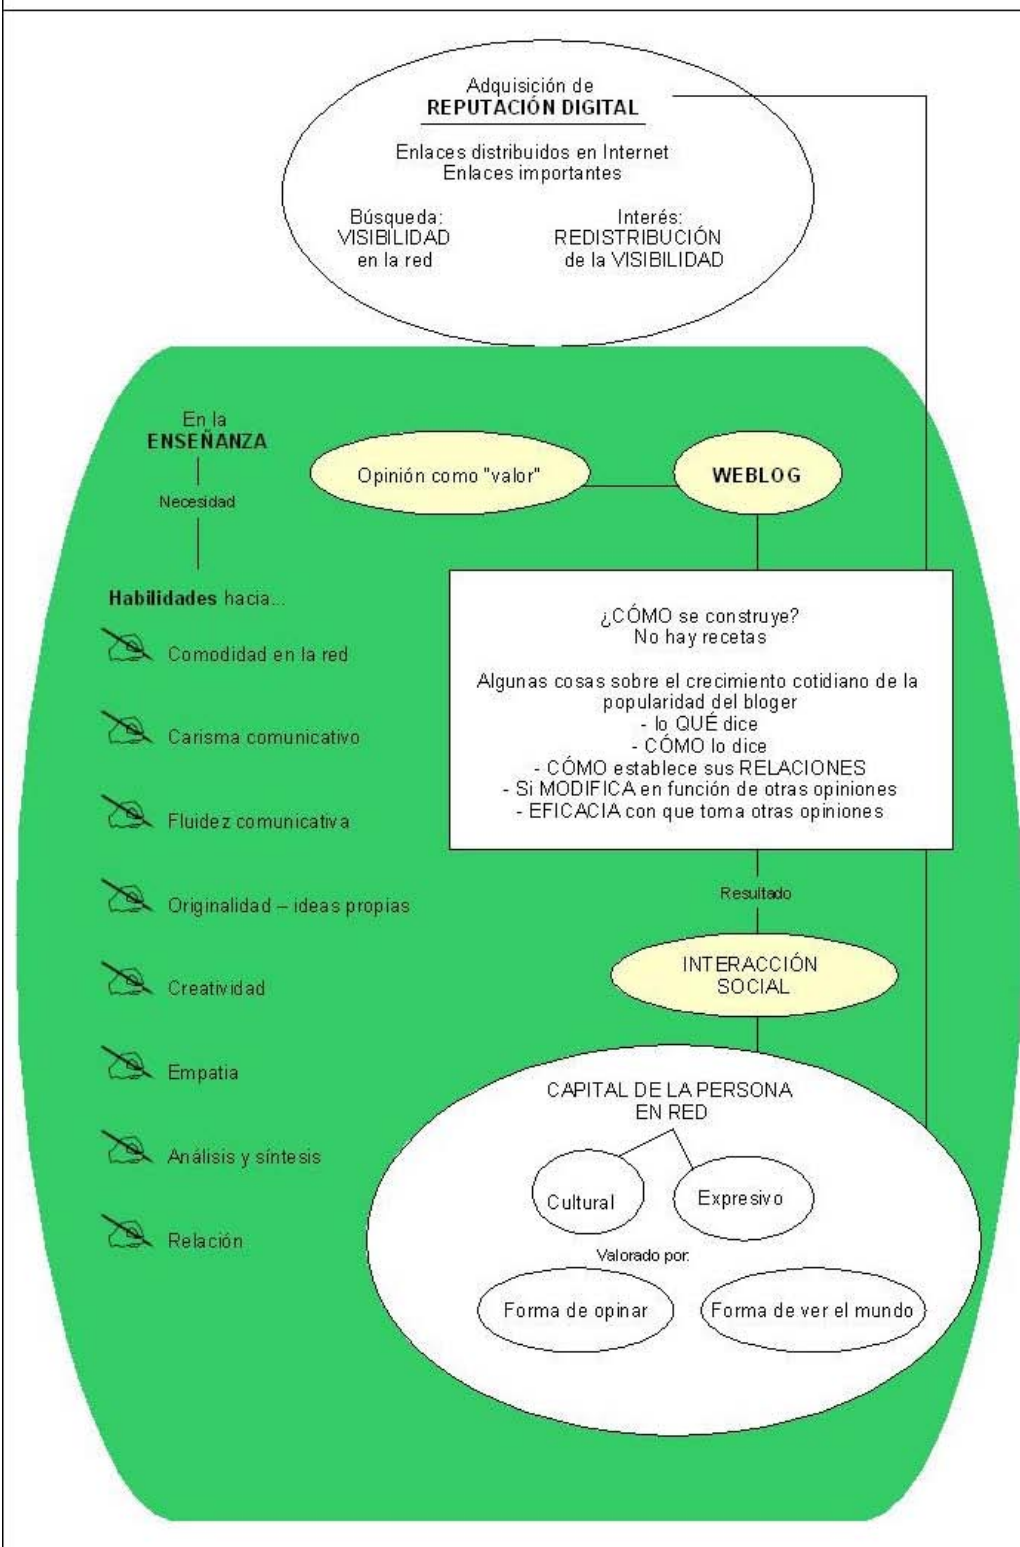 Adquisición de
REPUTACIÓN DIGITAL
Enlaces distribuidos en Internet
Enlaces importantes
Búsqueda:
VISIBILIDAD
en la red
Interés:
REDISTRIBUCIÓN
de la VISIBILIDAD
En la
ENSEÑANZA
Necesidad
Habilidades hacia...
Comodidad en la red
Carisma comunicativo
Fluidez comunicativa
Originalidad – ideas propias
Creatividad
Empatia
Análisis y síntesis
Relación
Opinión como "valor"
WEBLOG
¿CÓMO se construye?
No hay recetas
Algunas cosas sobre el crecimiento cotidiano de la
popularidad del bloger
- lo QUÉ dice
- CÓMO lo dice
- CÓMO establece sus RELACIONES
- Si MODIFICA en función de otras opiniones
- EFICACIA con que toma otras opiniones
Resultado
INTERACCIÓN
SOCIAL
CAPITAL DE LA PERSONA
EN RED
Cultural
Expresivo
Valorado por:
Forma de opinar
Forma de ver el mundo